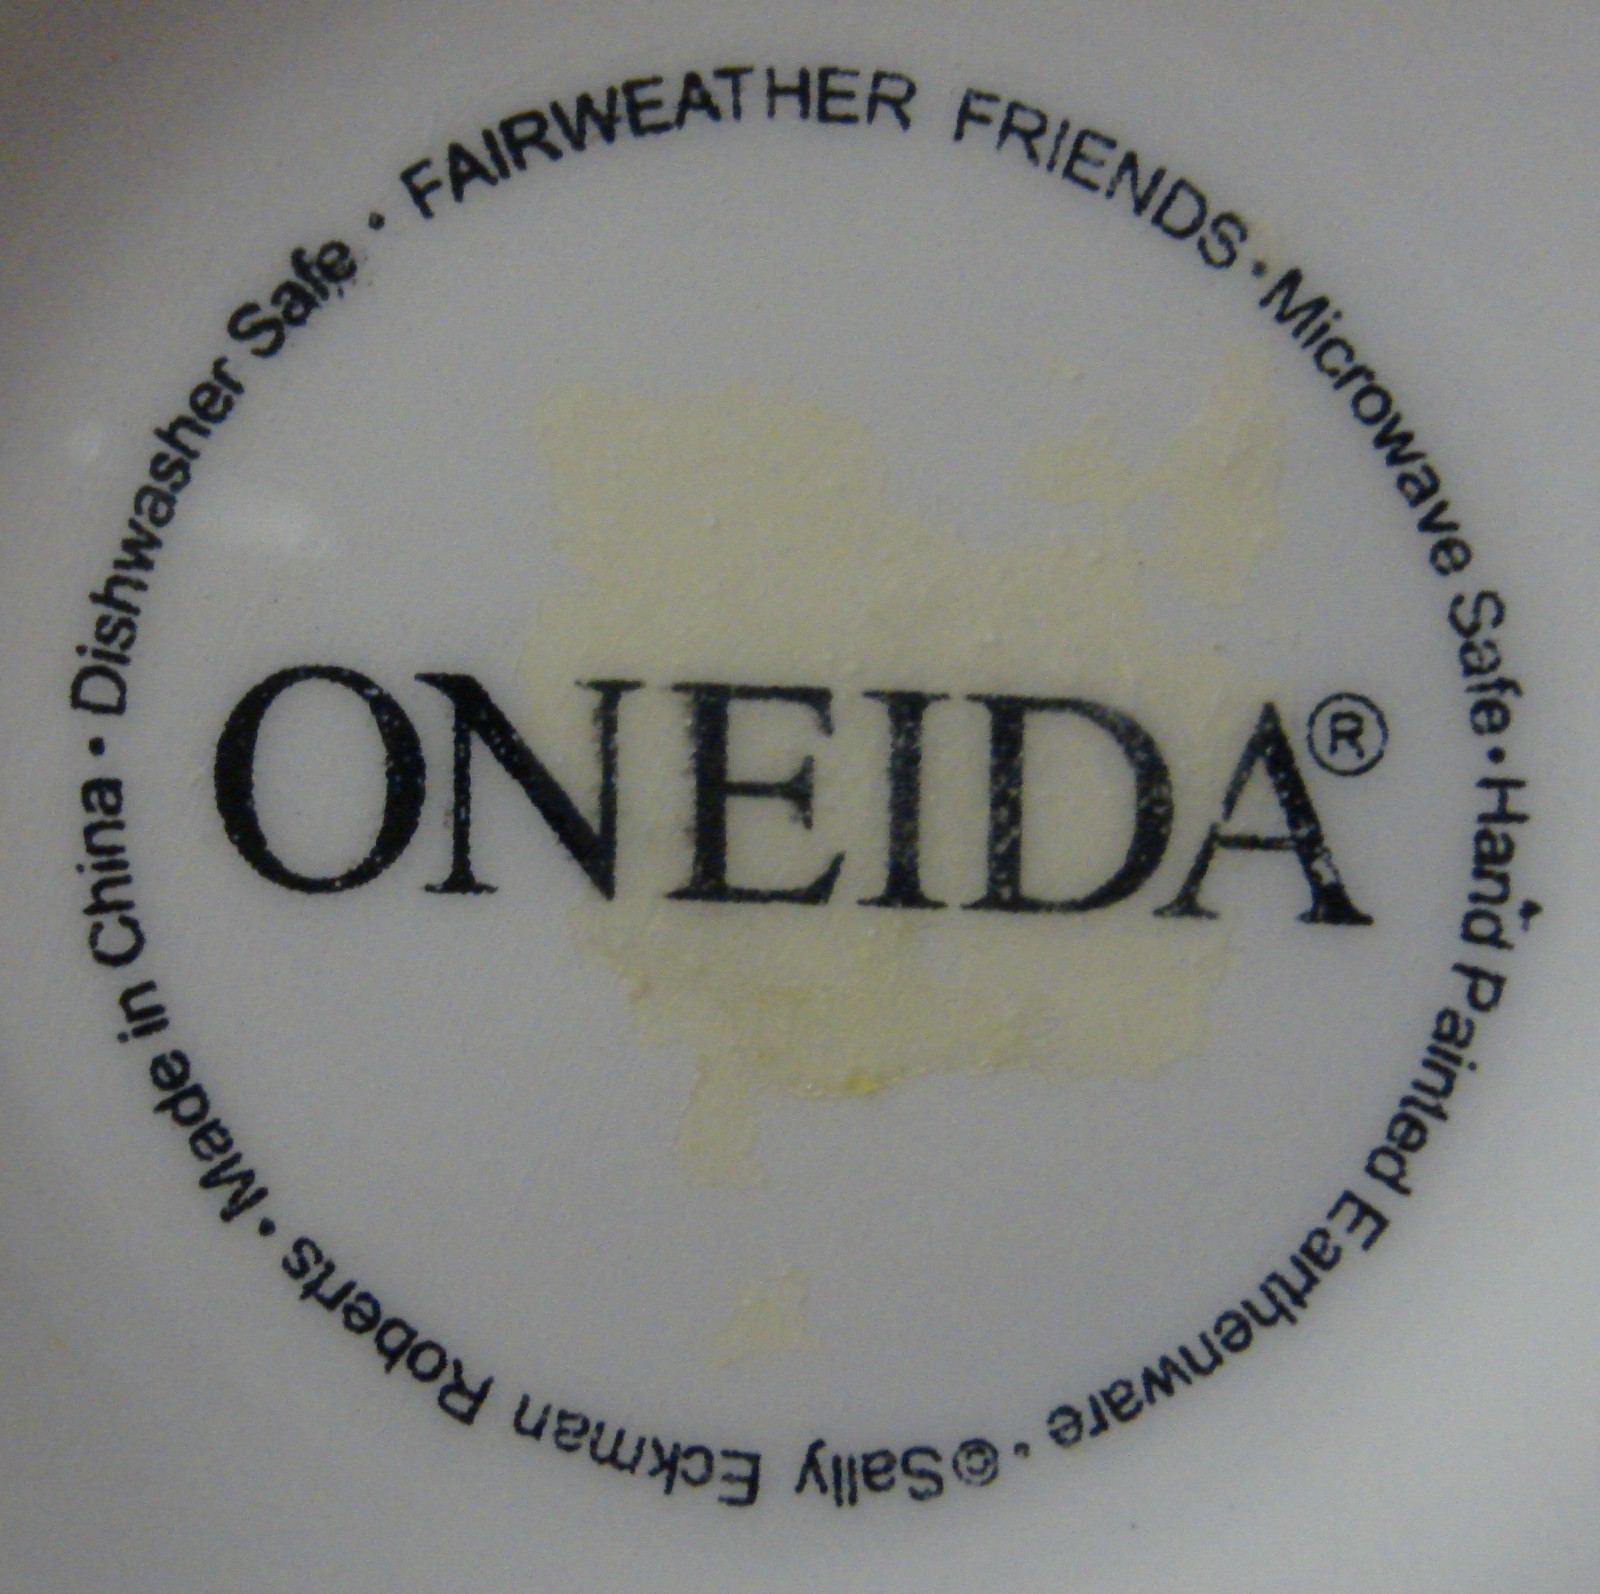 FAIRWEATHER FRIENDS · Microwave Safe · Hand Painted Earthenware · ©Sally Eckman Roberts · Made in China · Dishwasher Safe ·
ONEIDA®